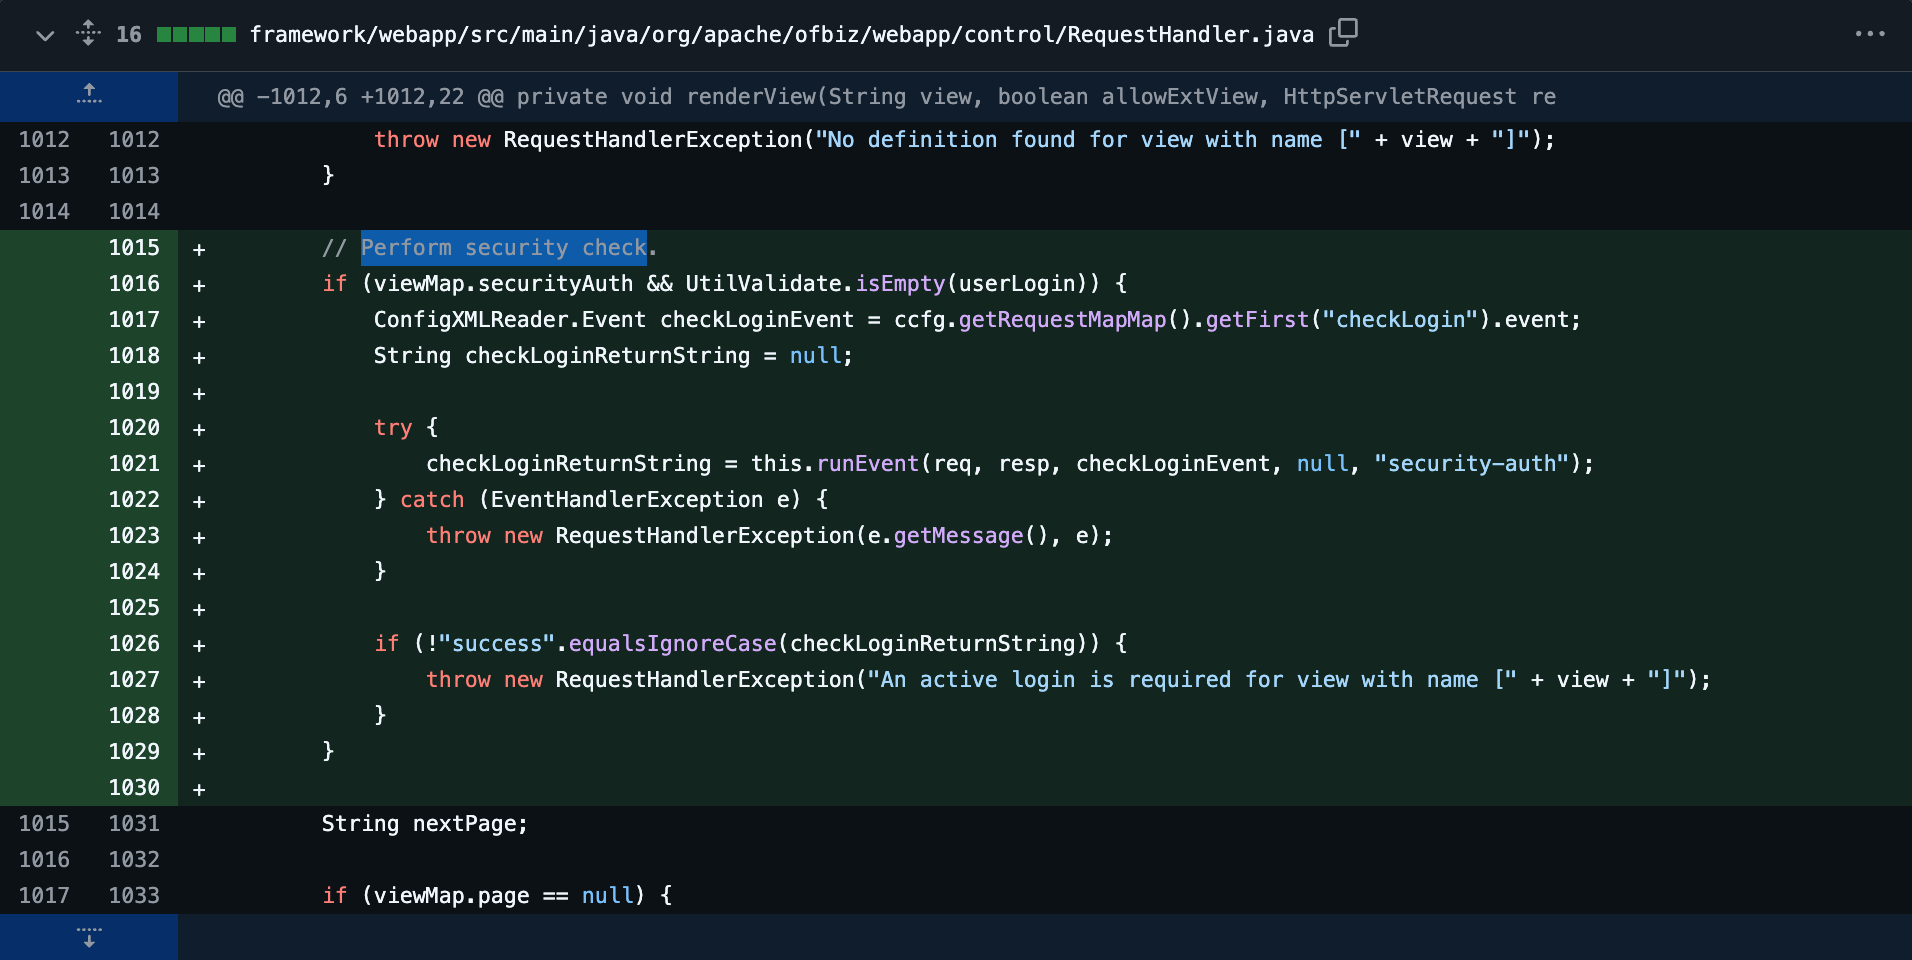 16 framework/webapp/src/main/java/org/apache/ofbiz/webapp/control/RequestHandler.java
@@ -1012,6 +1012,22 @@ private void renderView(String view, boolean allowExtView, HttpServletRequest re
1012 1012 throw new RequestHandlerException("No definition found for view with name [" + view + "]");
1013 1013 }
1014 1014
1015 + // Perform security check.
1016 + if (viewMap.securityAuth && UtilValidate.isEmpty(userLogin)) {
1017 + ConfigXMLReader.Event checkLoginEvent = ccfg.getRequestMapMap().getFirst("checkLogin").event;
1018 + String checkLoginReturnString = null;
1019 +
1020 + try {
1021 + checkLoginReturnString = this.runEvent(req, resp, checkLoginEvent, null, "security-auth");
1022 + } catch (EventHandlerException e) {
1023 + throw new RequestHandlerException(e.getMessage(), e);
1024 + }
1025 +
1026 + if (!"success".equalsIgnoreCase(checkLoginReturnString)) {
1027 + throw new RequestHandlerException("An active login is required for view with name [" + view + "]");
1028 + }
1029 + }
1030 +
1015 1031 String nextPage;
1016 1032
1017 1033 if (viewMap.page == null) {